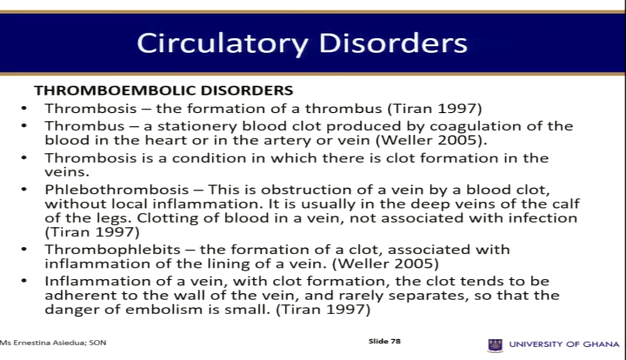 Circulatory Disorders
THROMBOEMBOLIC DISORDERS
• Thrombosis – the formation of a thrombus (Tiran 1997)
• Thrombus – a stationery blood clot produced by coagulation of the
blood in the heart or in the artery or vein (Weller 2005).
• Thrombosis is a condition in which there is clot formation in the
veins.
• Phlebothrombosis – This is obstruction of a vein by a blood clot,
without local inflammation. It is usually in the deep veins of the calf
of the legs. Clotting of blood in a vein, not associated with infection
(Tiran 1997)
• Thrombophlebits – the formation of a clot, associated with
inflammation of the lining of a vein. (Weller 2005)
• Inflammation of a vein, with clot formation, the clot tends to be
adherent to the wall of the vein, and rarely separates, so that the
danger of embolism is small. (Tiran 1997)
Ms Ernestina Asiedua; SON
Slide 78
UNIVERSITY OF GHANA